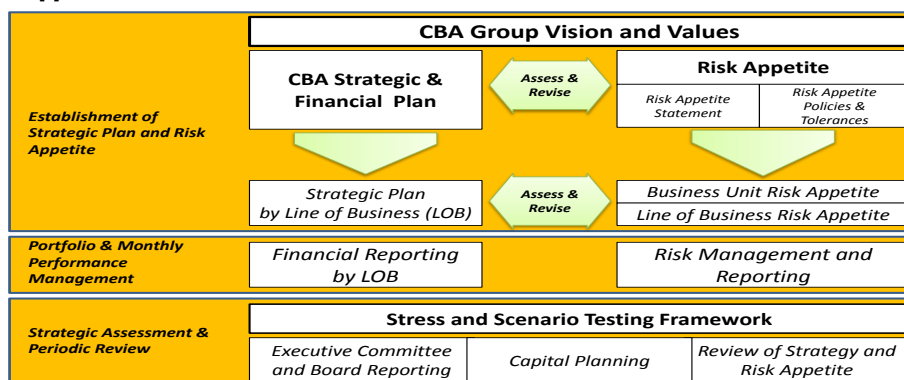 CBA Group Vision and Values
Establishment of
Strategic Plan and Risk
Appetite
CBA Strategic &
Financial Plan
Assess &
Revise
Risk Appetite
Risk Appetite
Statement
Risk Appetite
Policies &
Tolerances
Strategic Plan
by Line of Business (LOB)
Assess &
Revise
Business Unit Risk Appetite
Line of Business Risk Appetite
Portfolio & Monthly
Performance
Management
Financial Reporting
by LOB
Risk Management and
Reporting
Strategic Assessment &
Periodic Review
Stress and Scenario Testing Framework
Executive Committee
and Board Reporting
Capital Planning
Review of Strategy and
Risk Appetite